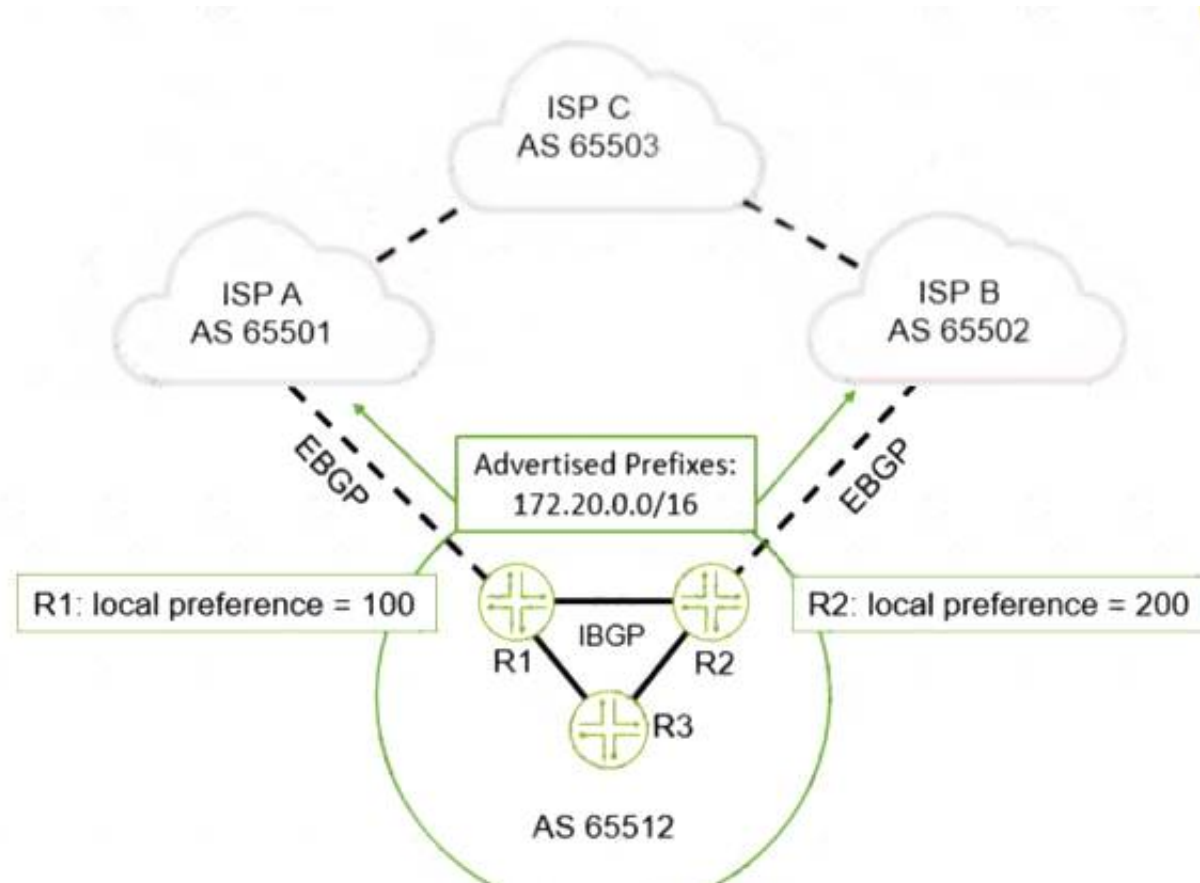 ISP C
AS 65503
ISP A
AS 65501
ISP B
AS 65502
EBGP
Advertised Prefixes:
172.20.0.0/16
EBGP
R1: local preference = 100
R2: local preference = 200
IBGP
R1
R2
R3
AS 65512